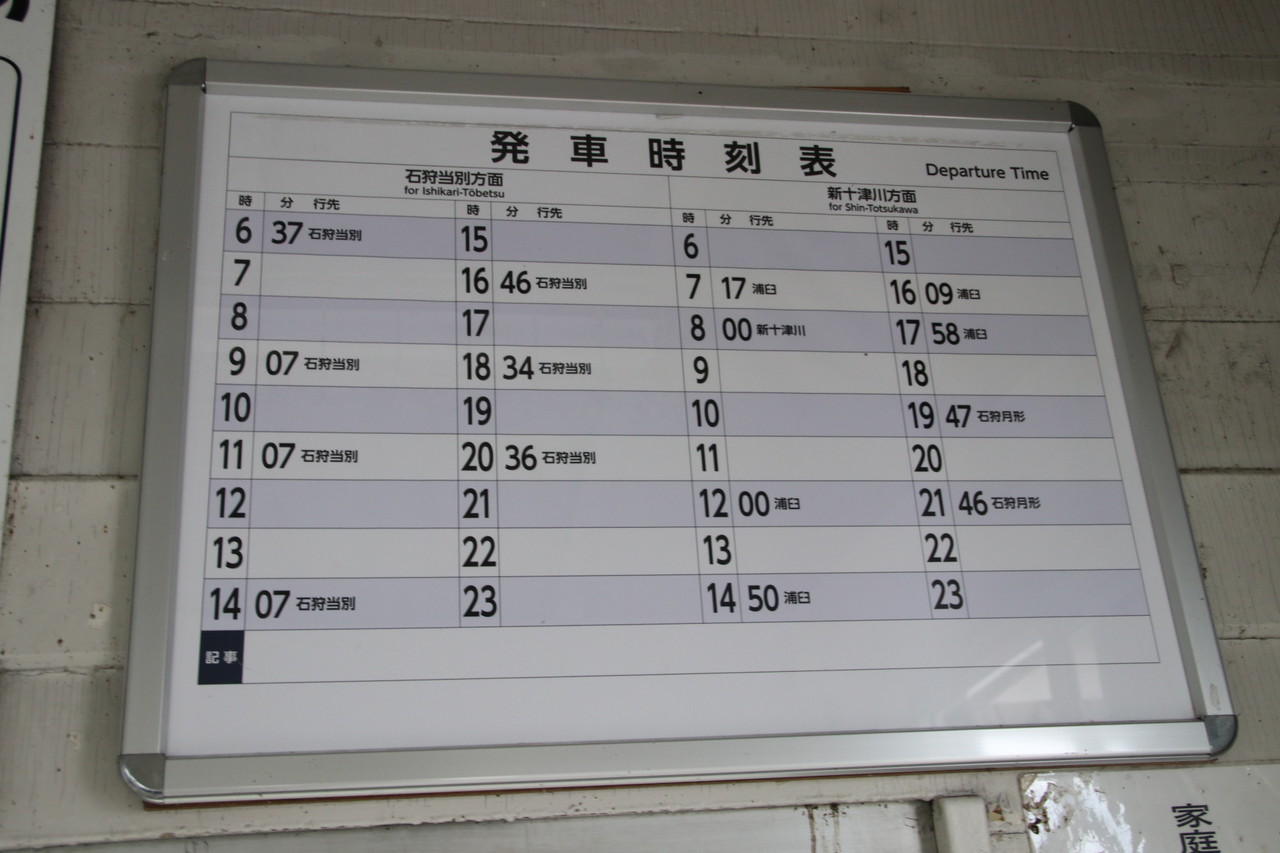 発車時刻表 Departure Time
石狩当別方面 新十津川方面
for Ishikari-Tōbetsu for Shin-Totsukawa
時 分 行先 時 分 行先 時 分 行先 時 分 行先
6 37 石狩当別 15 6 15
7 16 46 石狩当別 7 17 浦臼 16 09 浦臼
8 17 8 00 新十津川 17 58 浦臼
9 07 石狩当別 18 34 石狩当別 9 18
10 19 10 19 47 石狩月形
11 07 石狩当別 20 36 石狩当別 11 20
12 21 12 00 浦臼 21 46 石狩月形
13 22 13 22
14 07 石狩当別 23 14 50 浦臼 23
記事
家庭